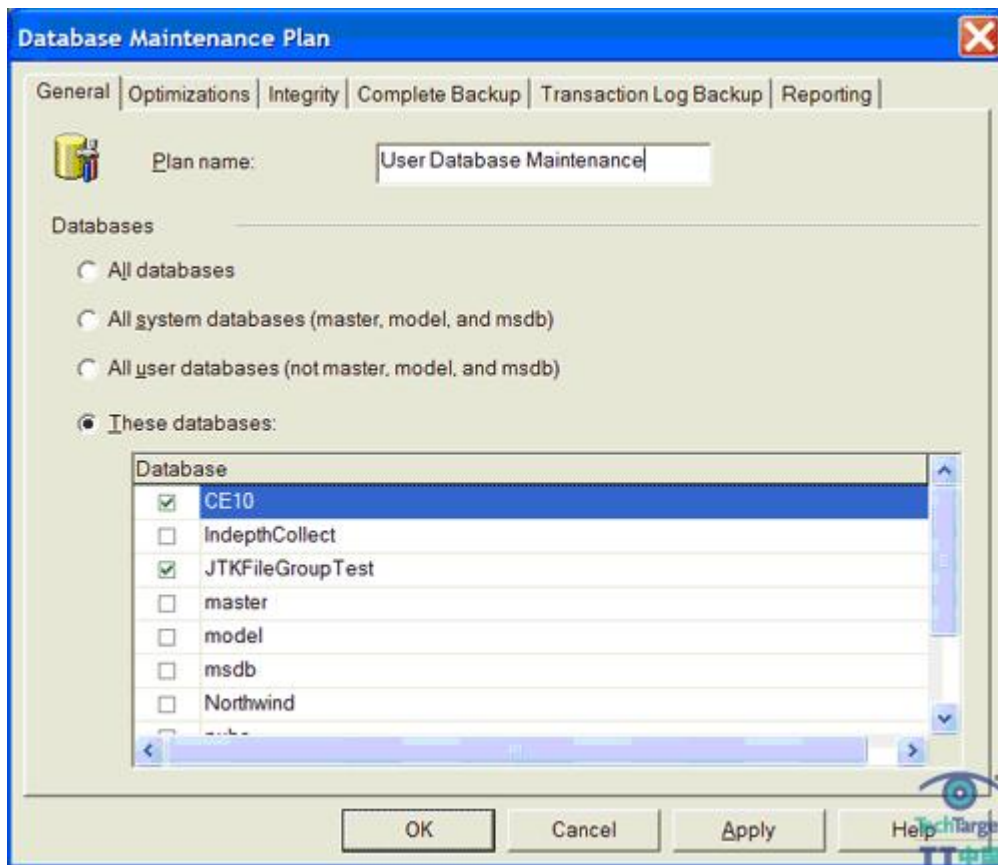 Database Maintenance Plan
General Optimizations Integrity Complete Backup Transaction Log Backup Reporting
Plan name: User Database Maintenance
Databases
All databases
All system databases (master, model, and msdb)
All user databases (not master, model, and msdb)
These databases:
Database
CE10
IndepthCollect
JTKFileGroupTest
master
model
msdb
Northwind
OK Cancel Apply Help